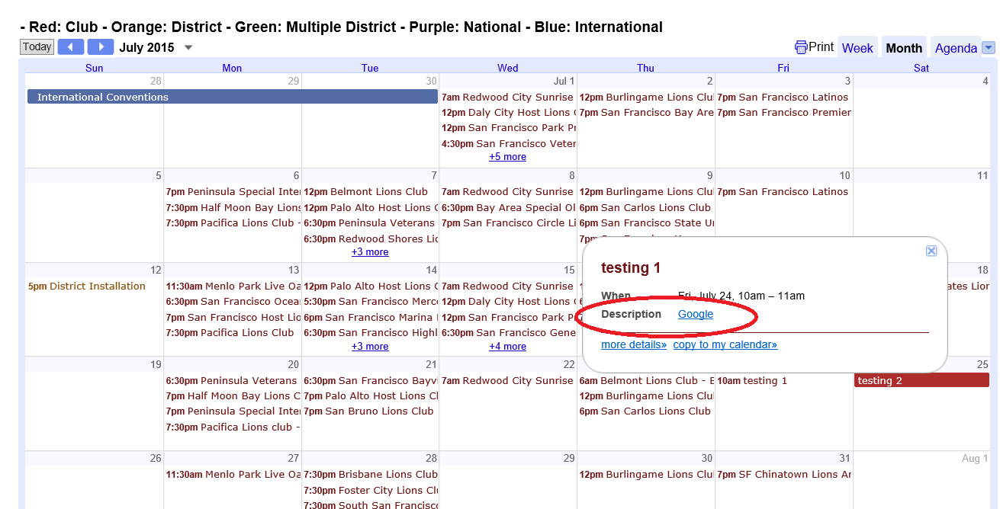 - Red: Club - Orange: District - Green: Multiple District - Purple: National - Blue: International
Today July 2015 Print Week Month Agenda
Sun Mon Tue Wed Thu Fri Sat
28 29 30 Jul 1 2 3 4
International Conventions 7am Redwood City Sunrise 12pm Burlingame Lions Clu 7pm San Francisco Latinos
12pm Daly City Host Lions 7pm San Francisco Bay Are 7pm San Francisco Premier
12pm San Francisco Park Pr
4:30pm San Francisco Veter
+5 more
5 6 7 8 9 10 11
7pm Peninsula Special Inte 12pm Belmont Lions Club 7am Redwood City Sunrise 12pm Burlingame Lions Clu 7pm San Francisco Latinos
7:30pm Half Moon Bay Lions 12pm Palo Alto Host Lions C 6:30pm Bay Area Special Ol 6pm San Carlos Lions Club
7:30pm Pacifica Lions Club - 6:30pm Peninsula Veterans 7pm San Francisco Circle Li 6pm San Francisco State Un
6:30pm Redwood Shores Lio 7pm
+3 more
testing 1
When Fri, July 24, 10am – 11am
Description Google
more details» copy to my calendar»
12 13 14 15 18
5pm District Installation 11:30am Menlo Park Live Oa 12pm Palo Alto Host Lions C 7am Redwood City Sunrise ates Lior
6:30pm San Francisco Ocea 5:30pm San Francisco Merce 12pm Daly City Host Lions
7pm San Francisco Host Lio 6pm San Francisco Marina 12pm San Francisco Park P
7:30pm Pacifica Lions Club 6:30pm San Francisco Highl 6:30pm San Francisco Gene
+3 more +4 more
19 20 21 22 25
6:30pm Peninsula Veterans 6:30pm San Francisco Bayvi 7am Redwood City Sunrise 6am Belmont Lions Club - E 10am testing 1 testing 2
7pm Half Moon Bay Lions C 7pm Palo Alto Host Lions Cl 12pm Burlingame Lions Clu
7pm Peninsula Special Inte 7pm San Bruno Lions Club 6pm San Carlos Lions Club
7:30pm Pacifica Lions club -
26 27 28 29 30 31 Aug 1
11:30am Menlo Park Live Oa 7:30pm Brisbane Lions Club 12pm Burlingame Lions Clu 7pm SF Chinatown Lions Ar
7:30pm Foster City Lions Clu
7:30pm South San Francisco